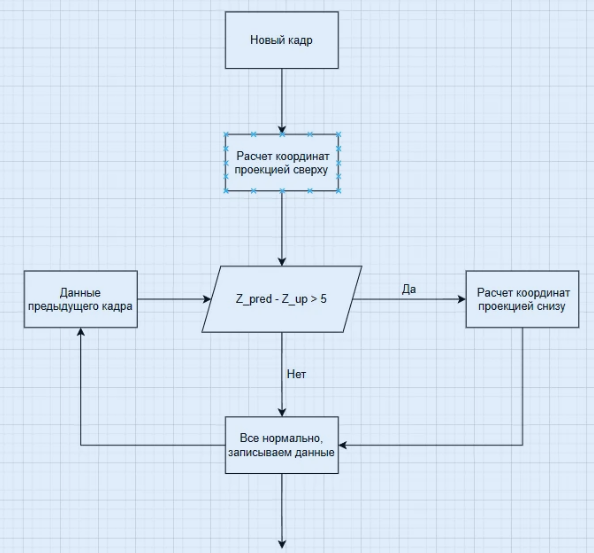 Новый кадр
Расчет координат
проекцией сверху
Данные
предыдущего кадра
Z_pred - Z_up > 5
Да
Расчет координат
проекцией снизу
Нет
Все нормально,
записываем данные